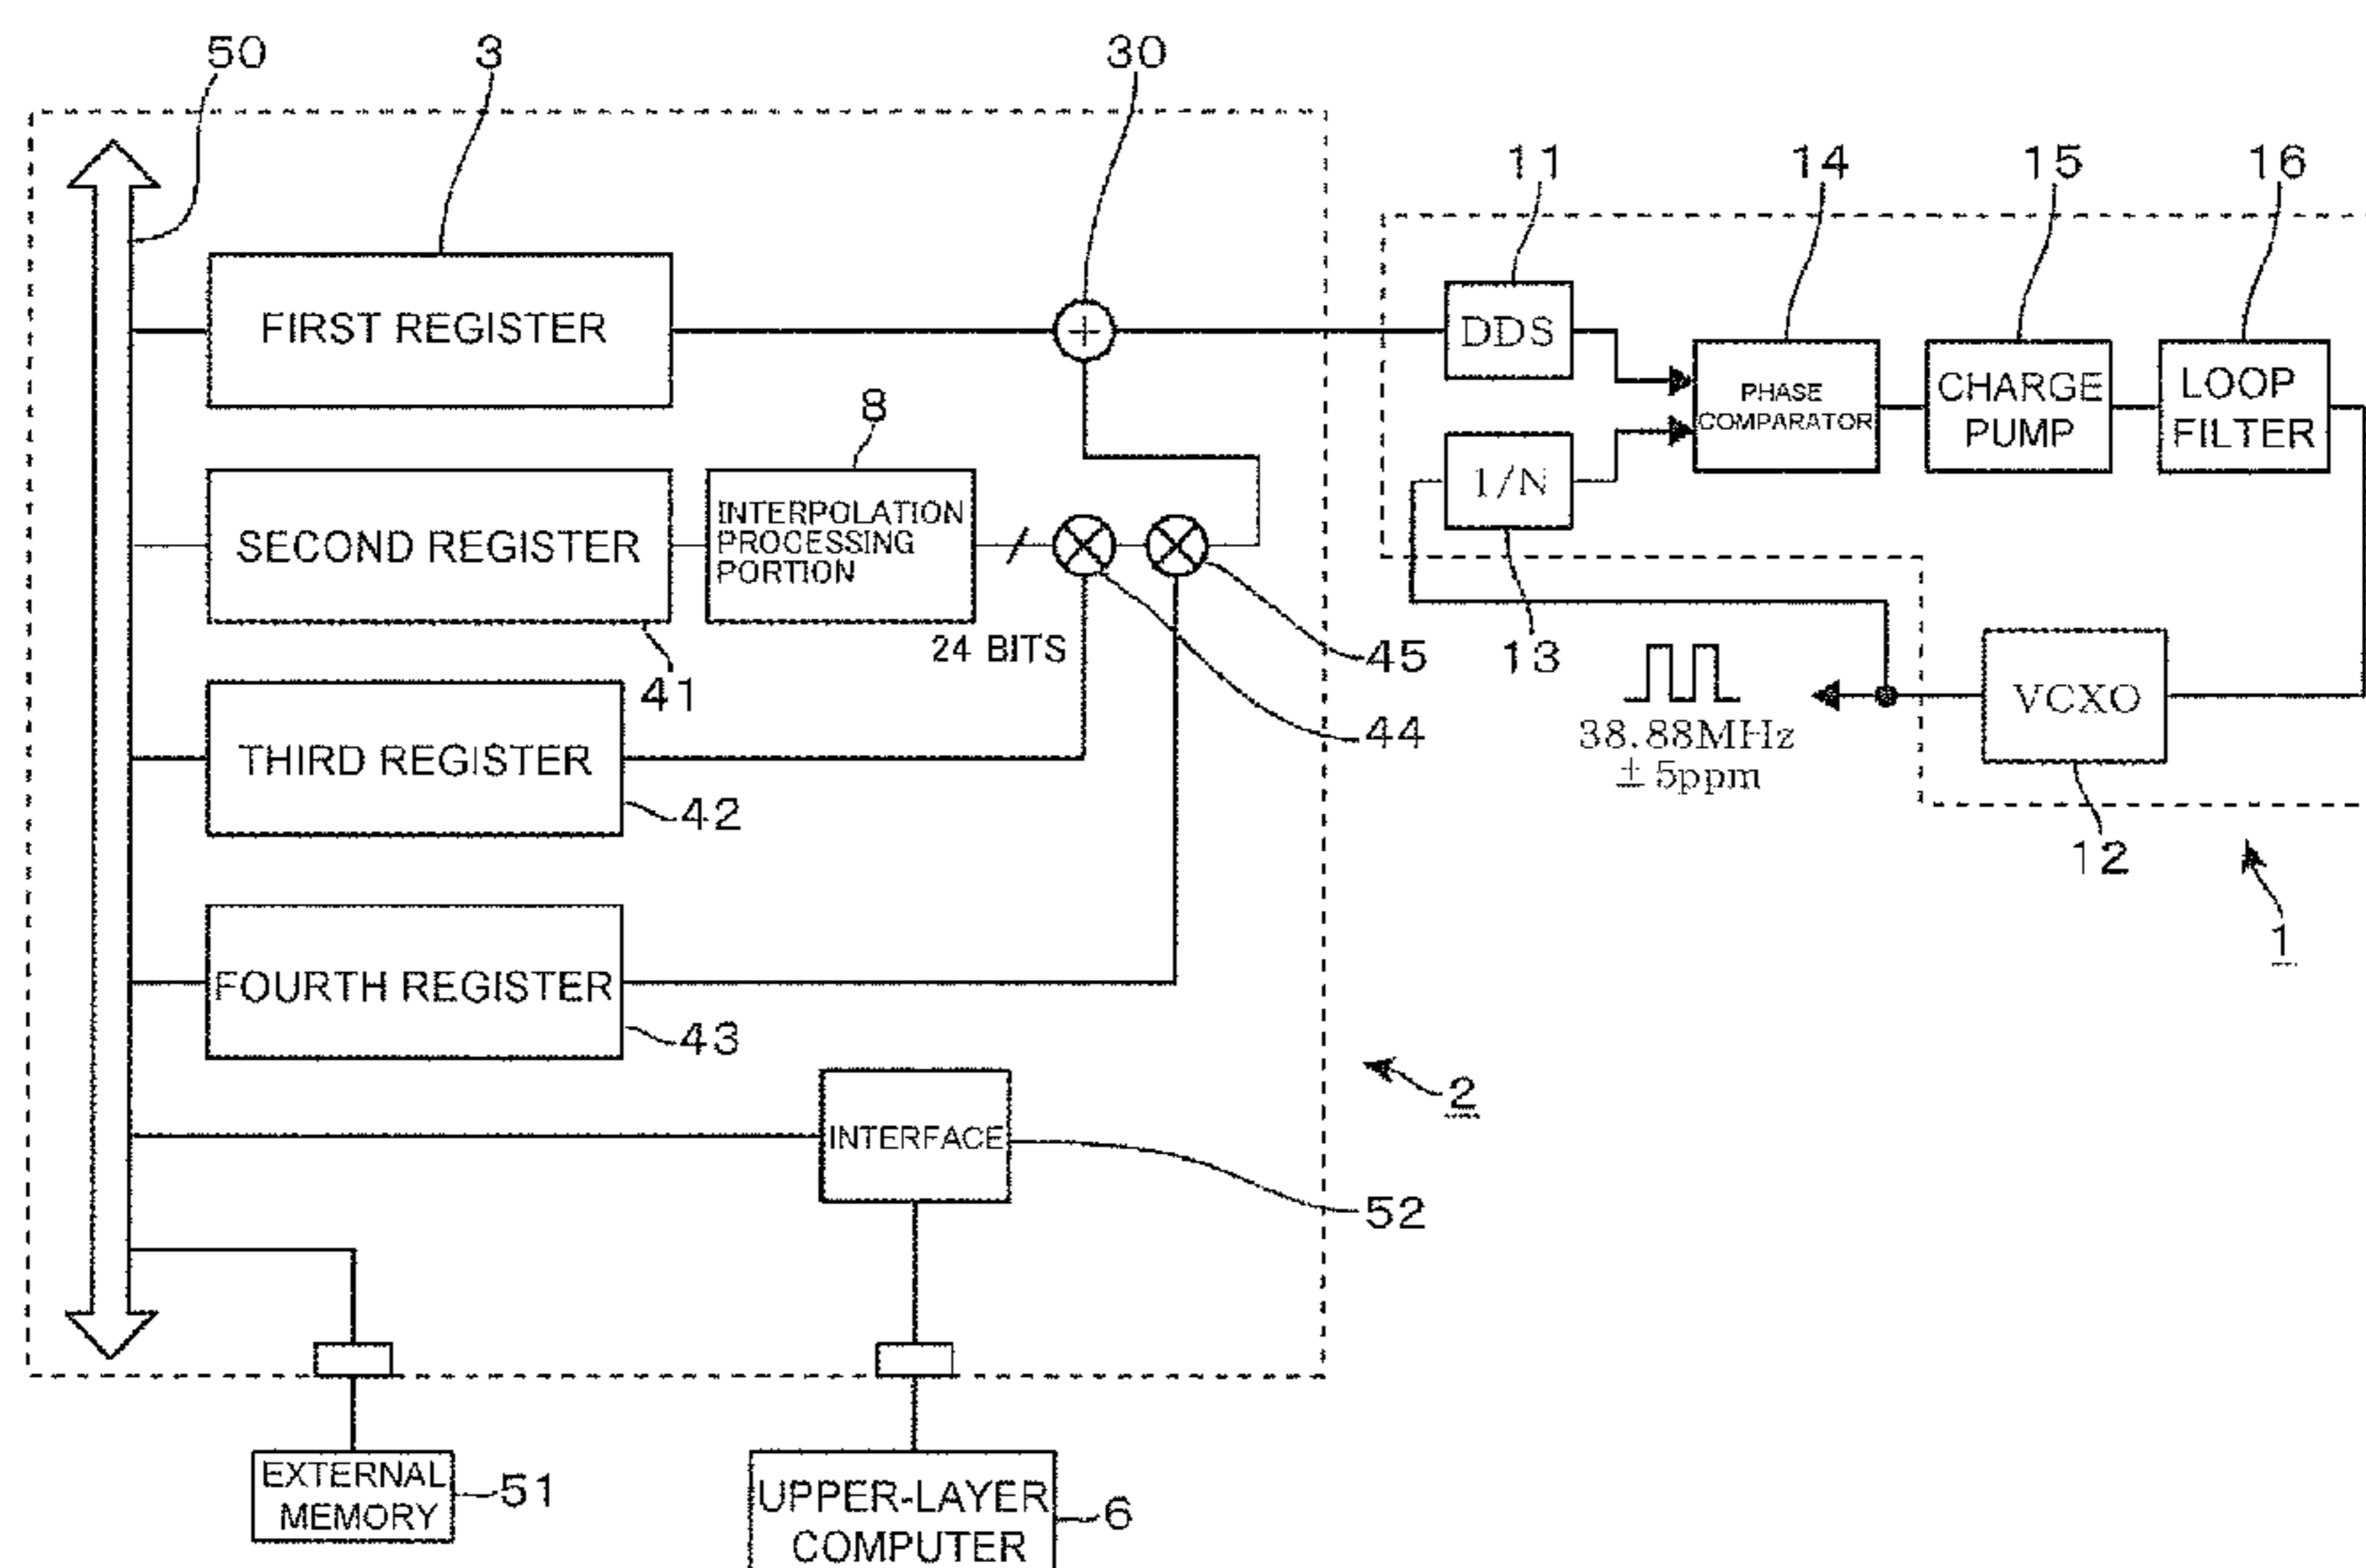 50
3
30
11
14
15
16
FIRST REGISTER
+
DDS
PHASE
COMPARATOR
CHARGE
PUMP
LOOP
FILTER
8
1/N
SECOND REGISTER
INTERPOLATION
PROCESSING
PORTION
24 BITS
41
45
13
44
38.88MHz
± 5ppm
VCXO
12
1
THIRD REGISTER
42
FOURTH REGISTER
43
2
INTERFACE
52
EXTERNAL
MEMORY
51
UPPER-LAYER
COMPUTER
6